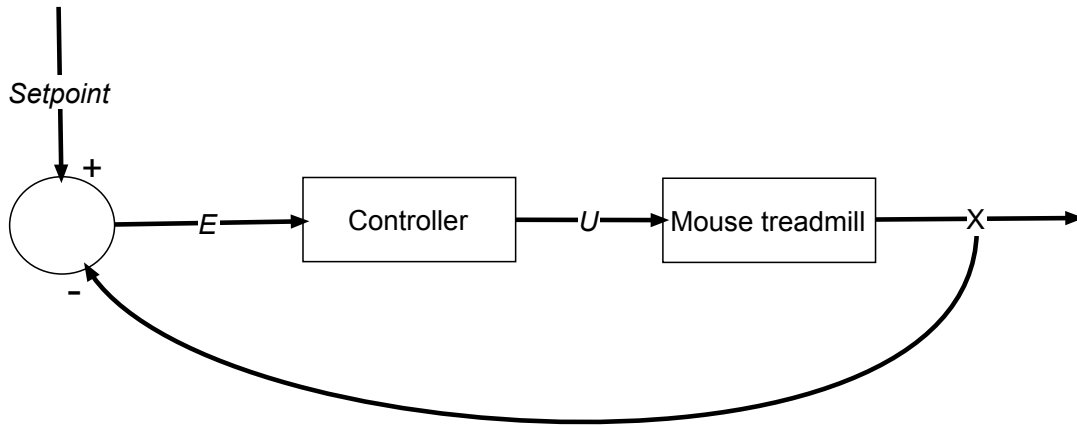 Setpoint
+
E
Controller
U
Mouse treadmill
X
-